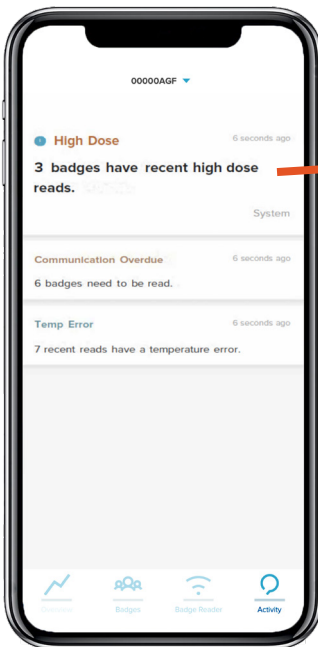 00000AGF
High Dose
6 seconds ago
3 badges have recent high dose
reads.
System
Communication Overdue
6 seconds ago
6 badges need to be read.
Temp Error
6 seconds ago
7 recent reads have a temperature error.
Badges
Badge Reader
Activity